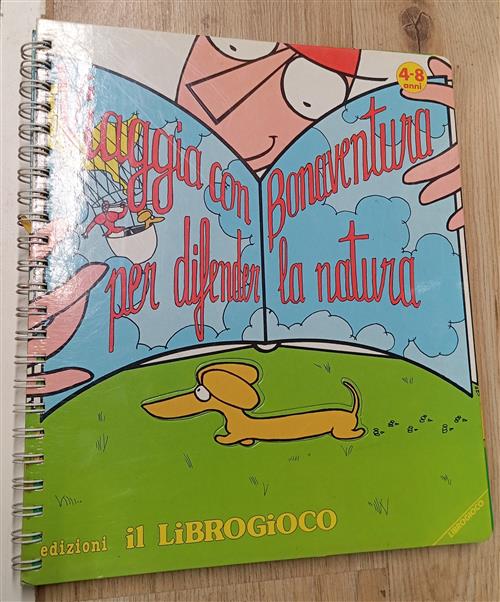 4-8
anni
Viaggia con Bonaventura
per difender la natura
edizioni il LiBROGiOCO
LIBROGIOCO